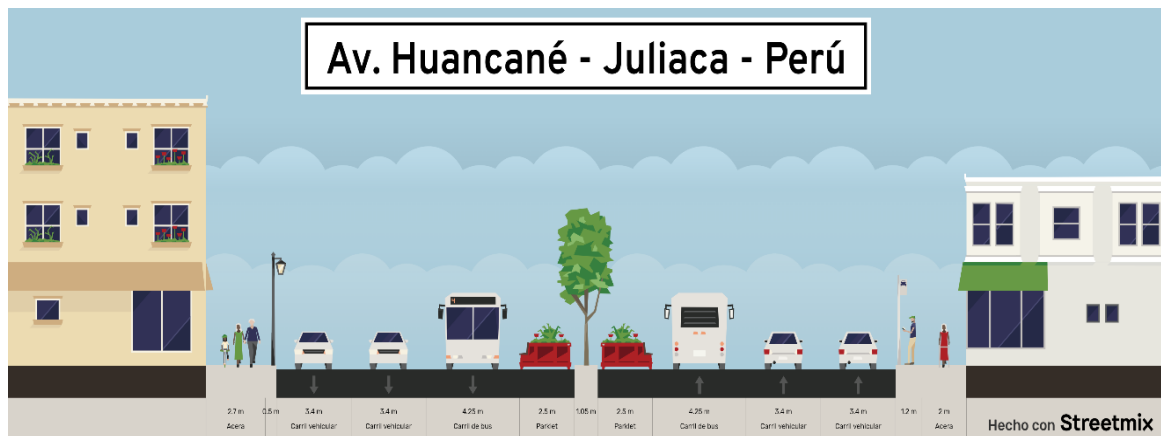 Av. Huancané - Juliaca - Perú
2.7 m
Acera
0.5 m
3.4 m
Carril vehicular
3.4 m
Carril vehicular
4.25 m
Carril de bus
2.5 m
Parklet
1.05 m
2.5 m
Parklet
4.25 m
Carril de bus
3.4 m
Carril vehicular
3.4 m
Carril vehicular
1.2 m
2 m
Acera
Hecho con Streetmix